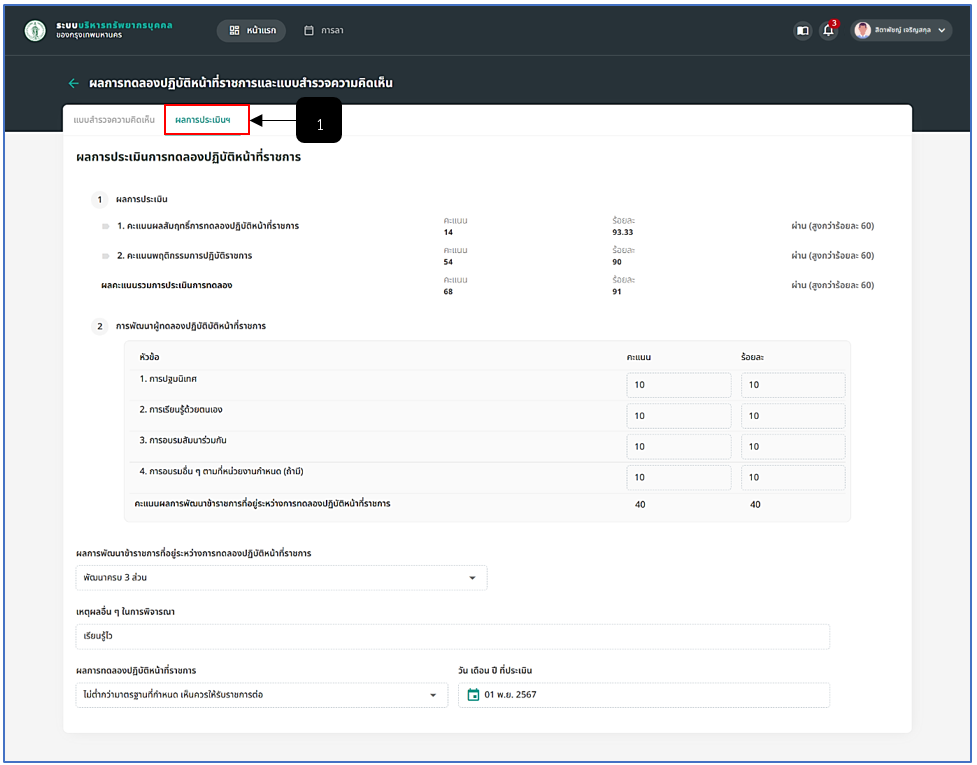 ระบบบริหารทรัพยากรบุคคล
ของกรุงเทพมหานคร
หน้าแรก
การลา
3
สิตาพัชญ์ เจริญสกุล
ผลการทดลองปฏิบัติหน้าที่ราชการและแบบสำรวจความคิดเห็น
แบบสำรวจความคิดเห็น ผลการประเมินฯ
1
ผลการประเมินการทดลองปฏิบัติหน้าที่ราชการ
1 ผลการประเมิน
คะแนน ร้อยละ
1. คะแนนผลสัมฤทธิ์การทดลองปฏิบัติหน้าที่ราชการ 14 93.33 ผ่าน (สูงกว่าร้อยละ 60)
คะแนน ร้อยละ
2. คะแนนพฤติกรรมการปฏิบัติราชการ 54 90 ผ่าน (สูงกว่าร้อยละ 60)
คะแนน ร้อยละ
ผลคะแนนรวมการประเมินการทดลอง 68 91 ผ่าน (สูงกว่าร้อยละ 60)
2 การพัฒนาผู้ทดลองปฏิบัติบัติหน้าที่ราชการ
หัวข้อ คะแนน ร้อยละ
1. การปฐมนิเทศ 10 10
2. การเรียนรู้ด้วยตนเอง 10 10
3. การอบรมสัมมาร่วมกัน 10 10
4. การอบรมอื่น ๆ ตามที่หน่วยงานกำหนด (ถ้ามี) 10 10
คะแนนผลการพัฒนาข้าราชการที่อยู่ระหว่างการทดลองปฏิบัติหน้าที่ราชการ 40 40
ผลการพัฒนาข้าราชการที่อยู่ระหว่างการทดลองปฏิบัติหน้าที่ราชการ
พัฒนาครบ 3 ส่วน
เหตุผลอื่น ๆ ในการพิจารณา
เรียนรู้ไว
ผลการทดลองปฏิบัติหน้าที่ราชการ วัน เดือน ปี ที่ประเมิน
ไม่ต่ำกว่ามาตรฐานที่กำหนด เห็นควรให้รับราชการต่อ 01 พ.ย. 2567